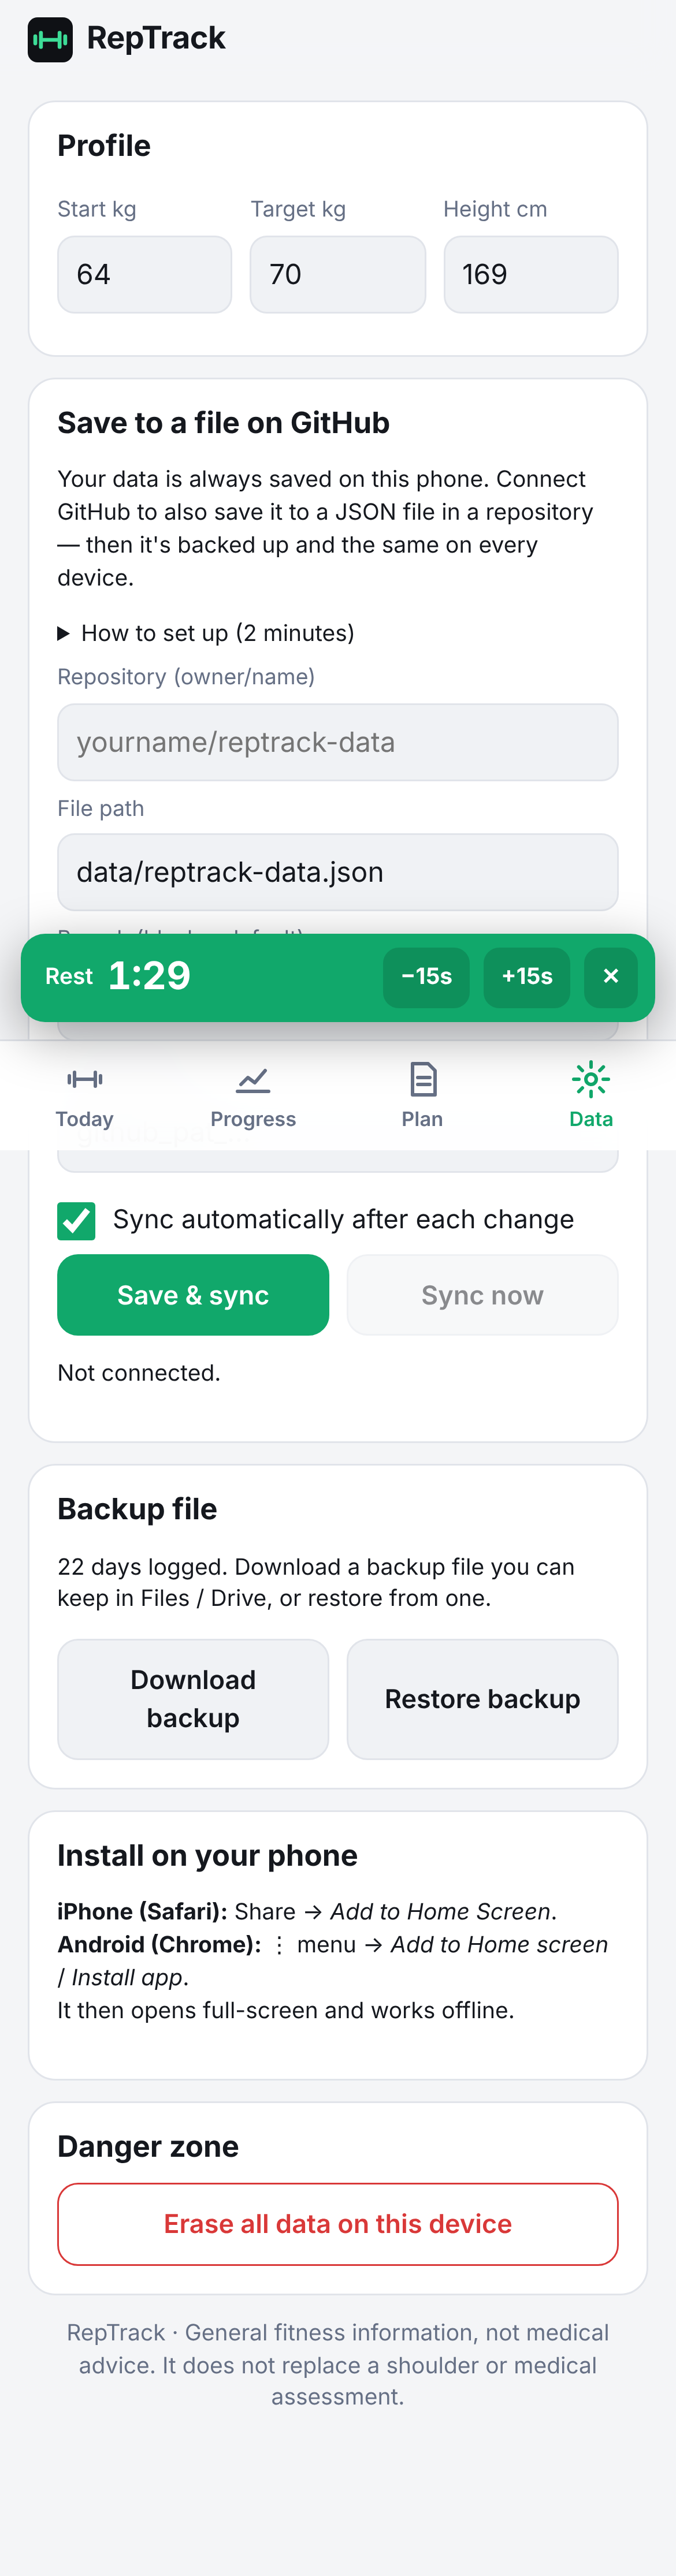 RepTrack
Profile
Start kg
Target kg
Height cm
64
70
169
Save to a file on GitHub
Your data is always saved on this phone. Connect
GitHub to also save it to a JSON file in a repository
— then it's backed up and the same on every
device.
▶ How to set up (2 minutes)
Repository (owner/name)
yourname/reptrack-data
File path
data/reptrack-data.json
Rest 1:29
−15s
+15s
✕
Today
Progress
Plan
Data
Sync automatically after each change
Save & sync
Sync now
Not connected.
Backup file
22 days logged. Download a backup file you can
keep in Files / Drive, or restore from one.
Download
backup
Restore backup
Install on your phone
iPhone (Safari): Share → Add to Home Screen.
Android (Chrome): ⋮ menu → Add to Home screen
/ Install app.
It then opens full-screen and works offline.
Danger zone
Erase all data on this device
RepTrack · General fitness information, not medical
advice. It does not replace a shoulder or medical
assessment.